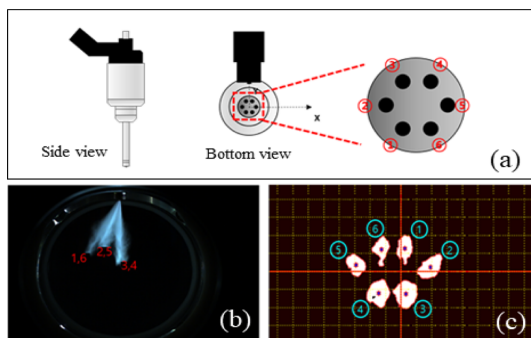 ③ ④
② ⑤
① ⑥
Y
x
Side view
Bottom view
(a)
1,6 2,5 3,4
(b)
⑥ ①
⑤ ②
④ ③
(c)